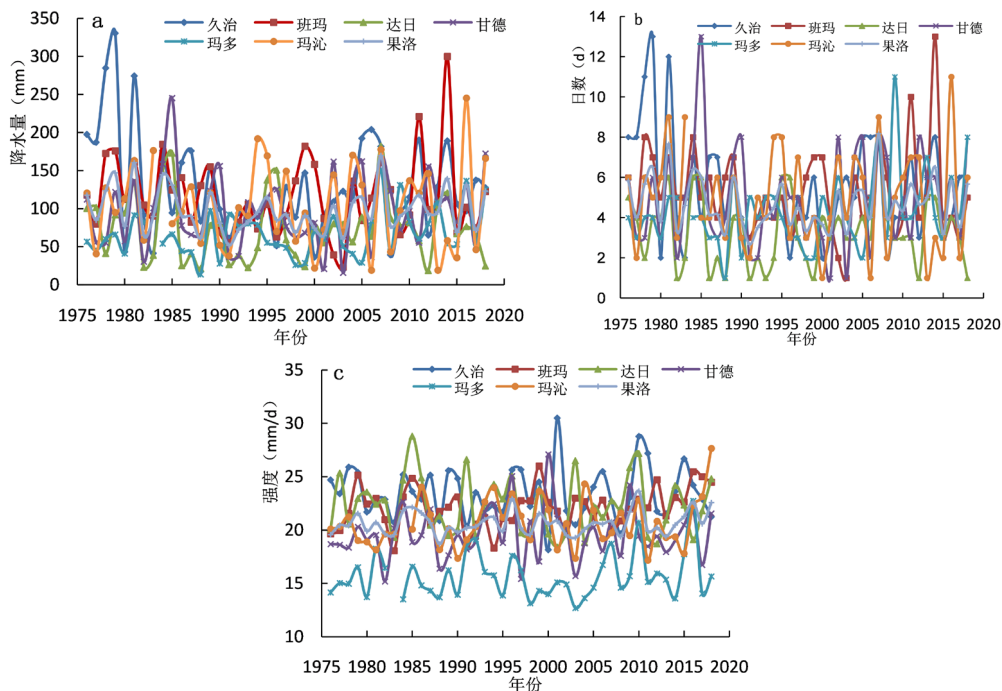 a
久治 班玛 达日 甘德
玛多 玛沁 果洛
降水量（mm）
350
300
250
200
150
100
50
0
1975 1980 1985 1990 1995 2000 2005 2010 2015 2020
年份
b
久治 班玛 达日 甘德
玛多 玛沁 果洛
日数（d）
14
12
10
8
6
4
2
0
1975 1980 1985 1990 1995 2000 2005 2010 2015 2020
年份
c
久治 班玛 达日 甘德
玛多 玛沁 果洛
强度（mm/d）
35
30
25
20
15
10
1975 1980 1985 1990 1995 2000 2005 2010 2015 2020
年份